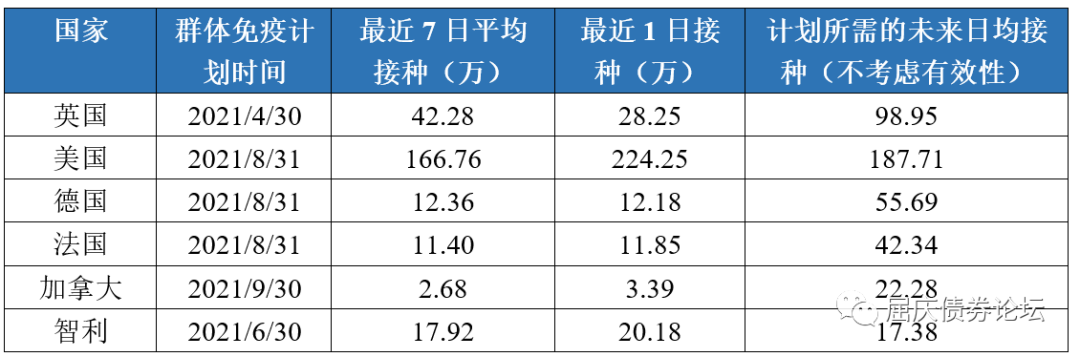 国家 群体免疫计划时间 最近 7 日平均接种（万） 最近 1 日接种（万） 计划所需的未来日均接种（不考虑有效性）
英国 2021/4/30 42.28 28.25 98.95
美国 2021/8/31 166.76 224.25 187.71
德国 2021/8/31 12.36 12.18 55.69
法国 2021/8/31 11.40 11.85 42.34
加拿大 2021/9/30 2.68 3.39 22.28
智利 2021/6/30 17.92 20.18 17.38
屈庆债券论坛